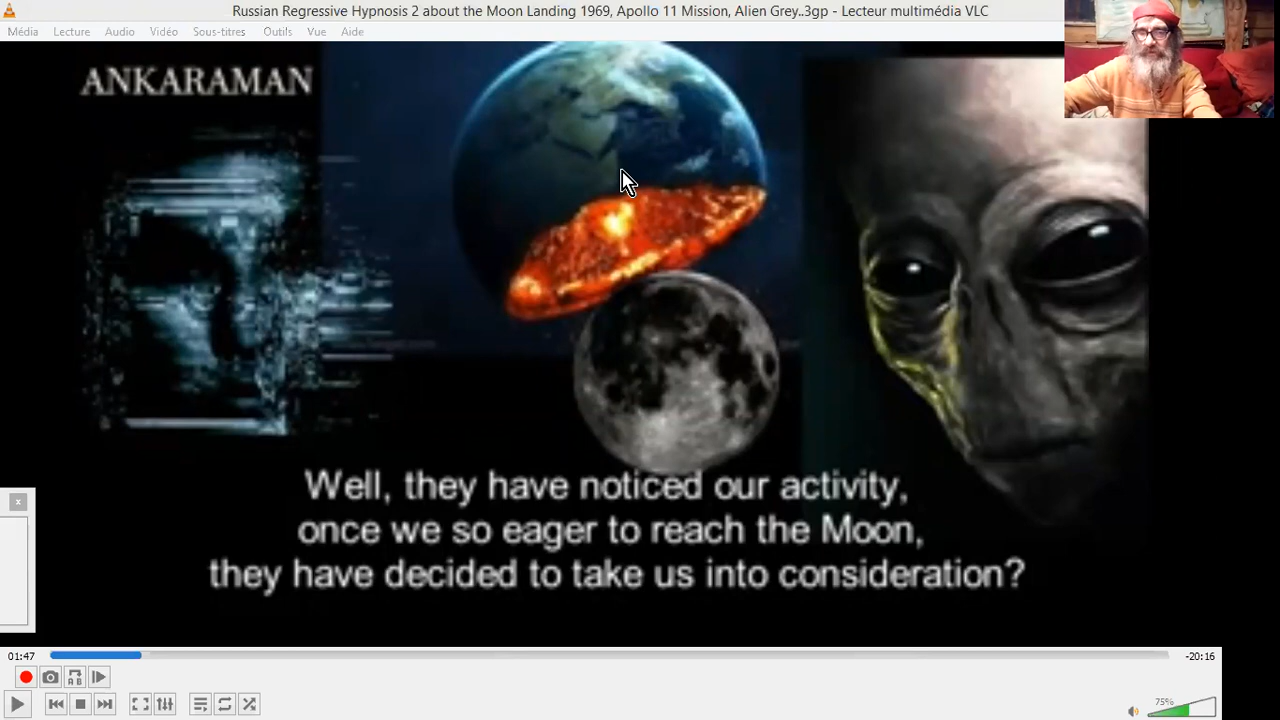 Russian Regressive Hypnosis 2 about the Moon Landing 1969, Apollo 11 Mission, Alien Grey..3gp - Lecteur multimédia VLC
Média Lecture Audio Vidéo Sous-titres Outils Vue Aide
ANKARAMAN
Well, they have noticed our activity,
once we so eager to reach the Moon,
they have decided to take us into consideration?
01:47 -20:16
75%